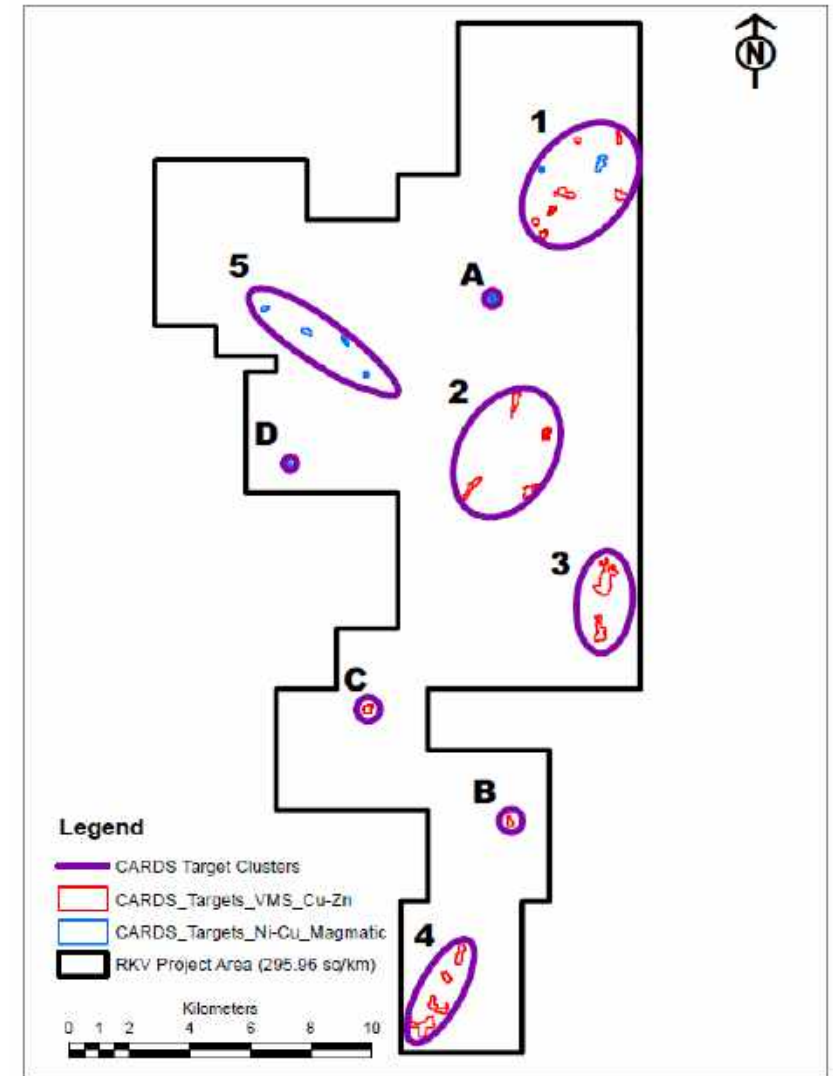 N
1
5
A
2
D
3
C
B
4
Legend
CARDS Target Clusters
CARDS_Targets_VMS_Cu-Zn
CARDS_Targets_Ni-Cu_Magmatic
RKV Project Area (295.96 sq/km)
Kilometers
0 1 2 4 6 8 10